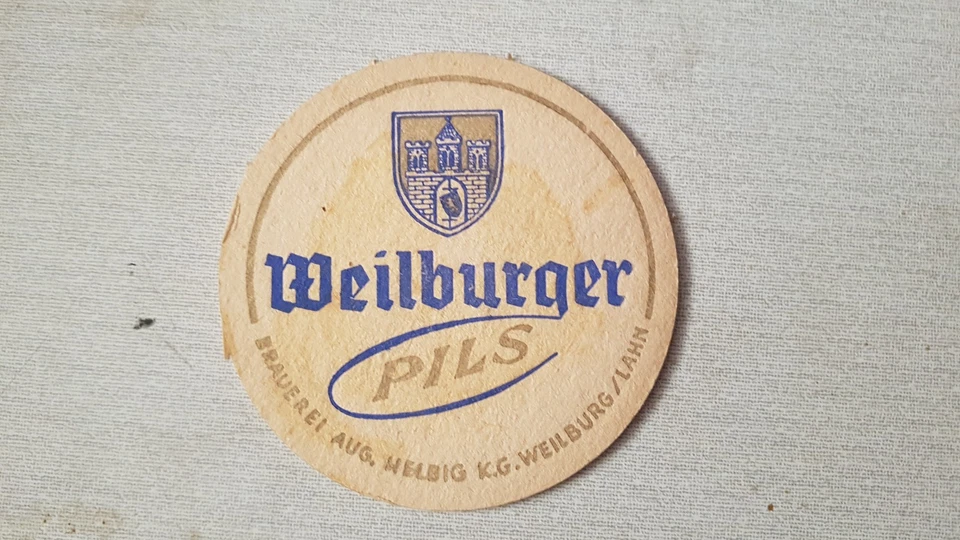 Weilburger
PILS
BRAUEREI AUG. HELBIG K.G. WEILBURG/LAHN